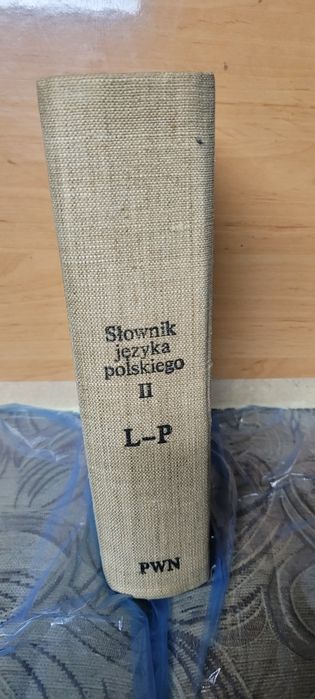 Słownik
języka
polskiego
II
L–P
PWN